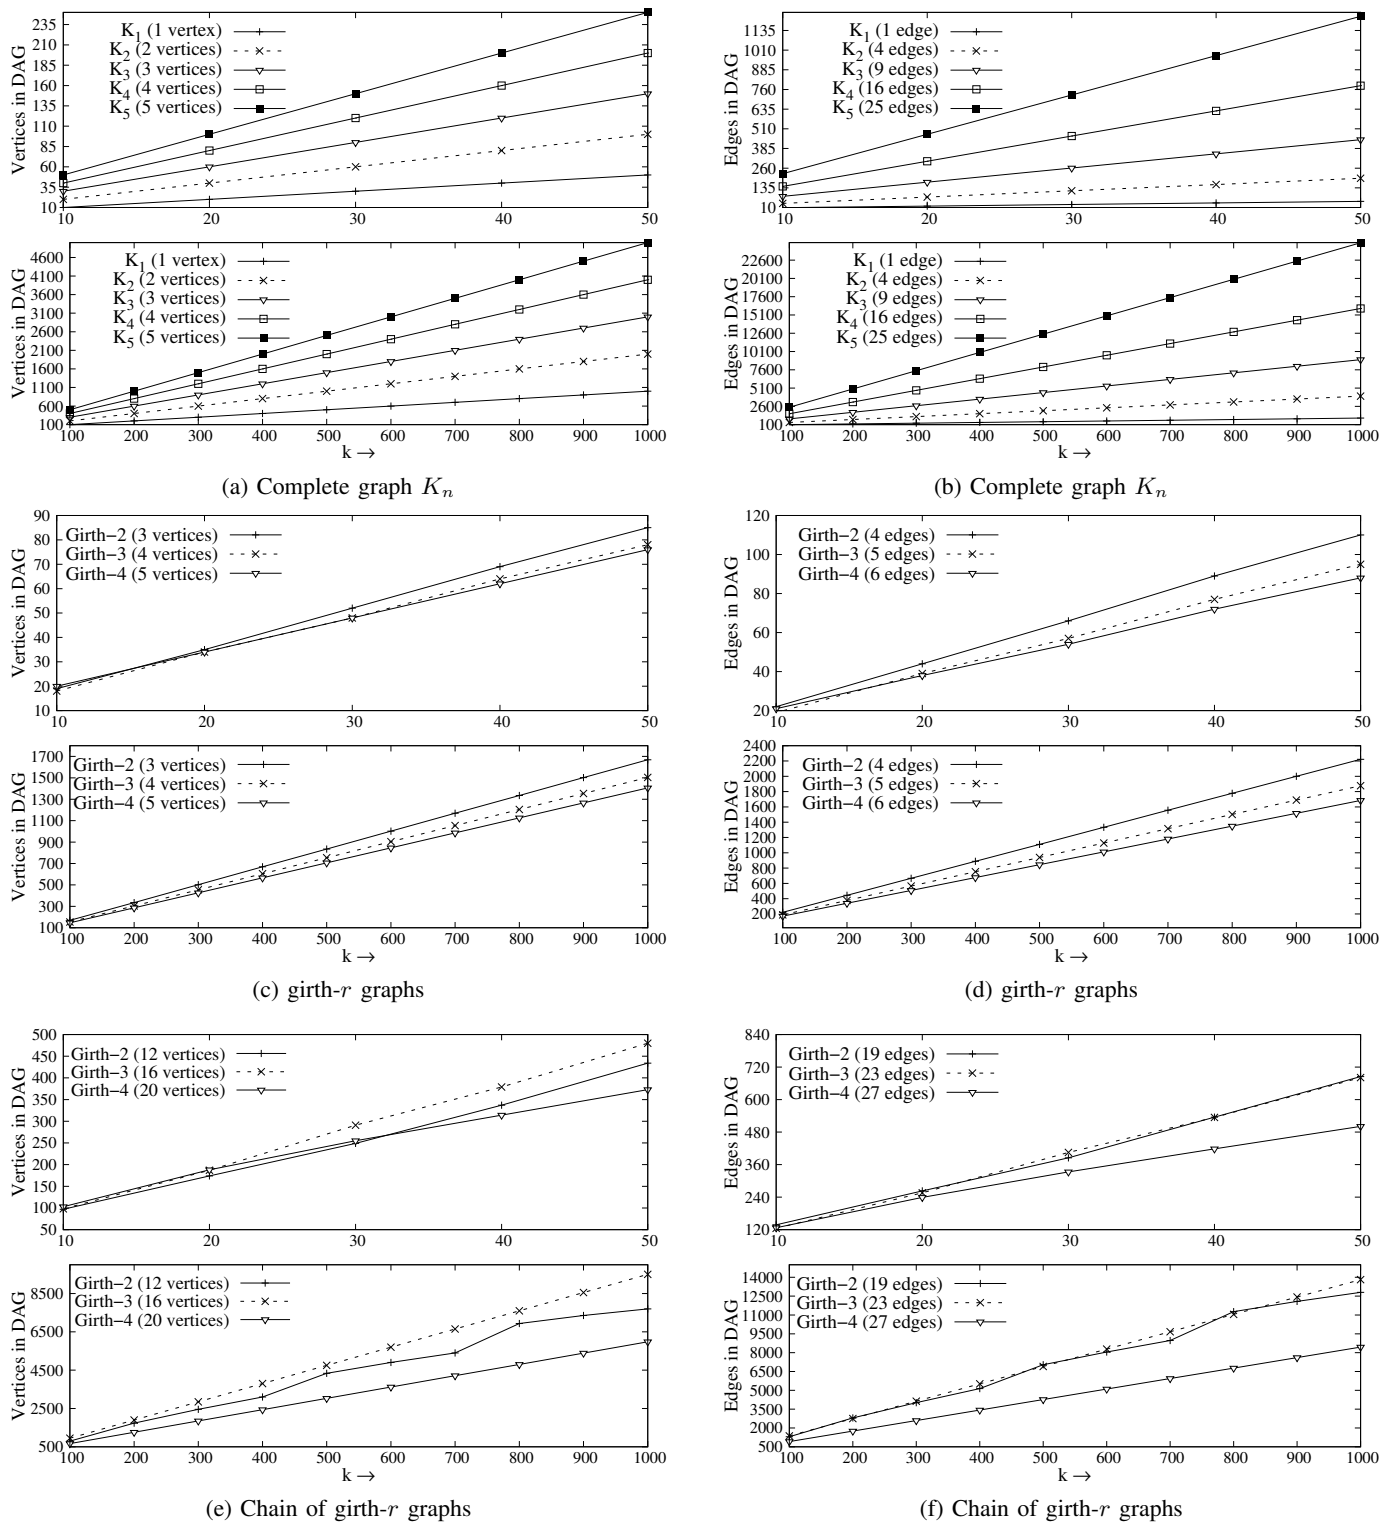 Vertices in DAG
235
210
185
160
135
110
85
60
35
10
K1 (1 vertex)
K2 (2 vertices)
K3 (3 vertices)
K4 (4 vertices)
K5 (5 vertices)
10 20 30 40 50
Vertices in DAG
4600
4100
3600
3100
2600
2100
1600
1100
600
100
K1 (1 vertex)
K2 (2 vertices)
K3 (3 vertices)
K4 (4 vertices)
K5 (5 vertices)
100 200 300 400 500 600 700 800 900 1000
k →
(a) Complete graph Kn
Edges in DAG
1135
1010
885
760
635
510
385
260
135
10
K1 (1 edge)
K2 (4 edges)
K3 (9 edges)
K4 (16 edges)
K5 (25 edges)
10 20 30 40 50
Edges in DAG
22600
20100
17600
15100
12600
10100
7600
5100
2600
100
K1 (1 edge)
K2 (4 edges)
K3 (9 edges)
K4 (16 edges)
K5 (25 edges)
100 200 300 400 500 600 700 800 900 1000
k →
(b) Complete graph Kn
Vertices in DAG
90
80
70
60
50
40
30
20
10
Girth−2 (3 vertices)
Girth−3 (4 vertices)
Girth−4 (5 vertices)
10 20 30 40 50
Vertices in DAG
1700
1500
1300
1100
900
700
500
300
100
Girth−2 (3 vertices)
Girth−3 (4 vertices)
Girth−4 (5 vertices)
100 200 300 400 500 600 700 800 900 1000
k →
(c) girth-r graphs
Edges in DAG
120
100
80
60
40
20
Girth−2 (4 edges)
Girth−3 (5 edges)
Girth−4 (6 edges)
10 20 30 40 50
Edges in DAG
2400
2200
2000
1800
1600
1400
1200
1000
800
600
400
200
Girth−2 (4 edges)
Girth−3 (5 edges)
Girth−4 (6 edges)
100 200 300 400 500 600 700 800 900 1000
k →
(d) girth-r graphs
Vertices in DAG
500
450
400
350
300
250
200
150
100
50
Girth−2 (12 vertices)
Girth−3 (16 vertices)
Girth−4 (20 vertices)
10 20 30 40 50
Vertices in DAG
8500
6500
4500
2500
500
Girth−2 (12 vertices)
Girth−3 (16 vertices)
Girth−4 (20 vertices)
100 200 300 400 500 600 700 800 900 1000
k →
(e) Chain of girth-r graphs
Edges in DAG
840
720
600
480
360
240
120
Girth−2 (19 edges)
Girth−3 (23 edges)
Girth−4 (27 edges)
10 20 30 40 50
Edges in DAG
14000
12500
11000
9500
8000
6500
5000
3500
2000
500
Girth−2 (19 edges)
Girth−3 (23 edges)
Girth−4 (27 edges)
100 200 300 400 500 600 700 800 900 1000
k →
(f) Chain of girth-r graphs